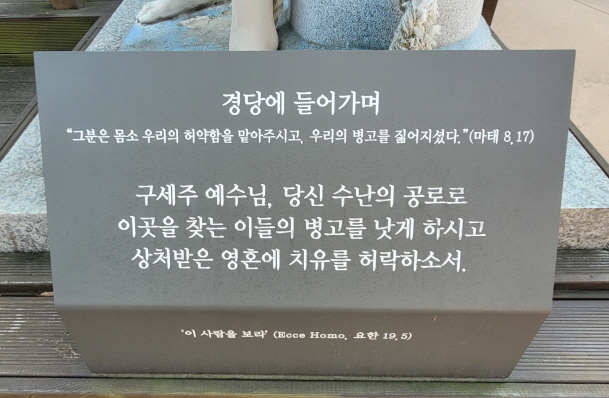 경당에 들어가며
“그분은 몸소 우리의 허약함을 맡아주시고, 우리의 병고를 짊어지셨다.”(마태 8,17)
구세주 예수님, 당신 수난의 공로로
이곳을 찾는 이들의 병고를 낫게 하시고
상처받은 영혼에 치유를 허락하소서.
'이 사람을 보라' (Ecce Homo, 요한 19,5)